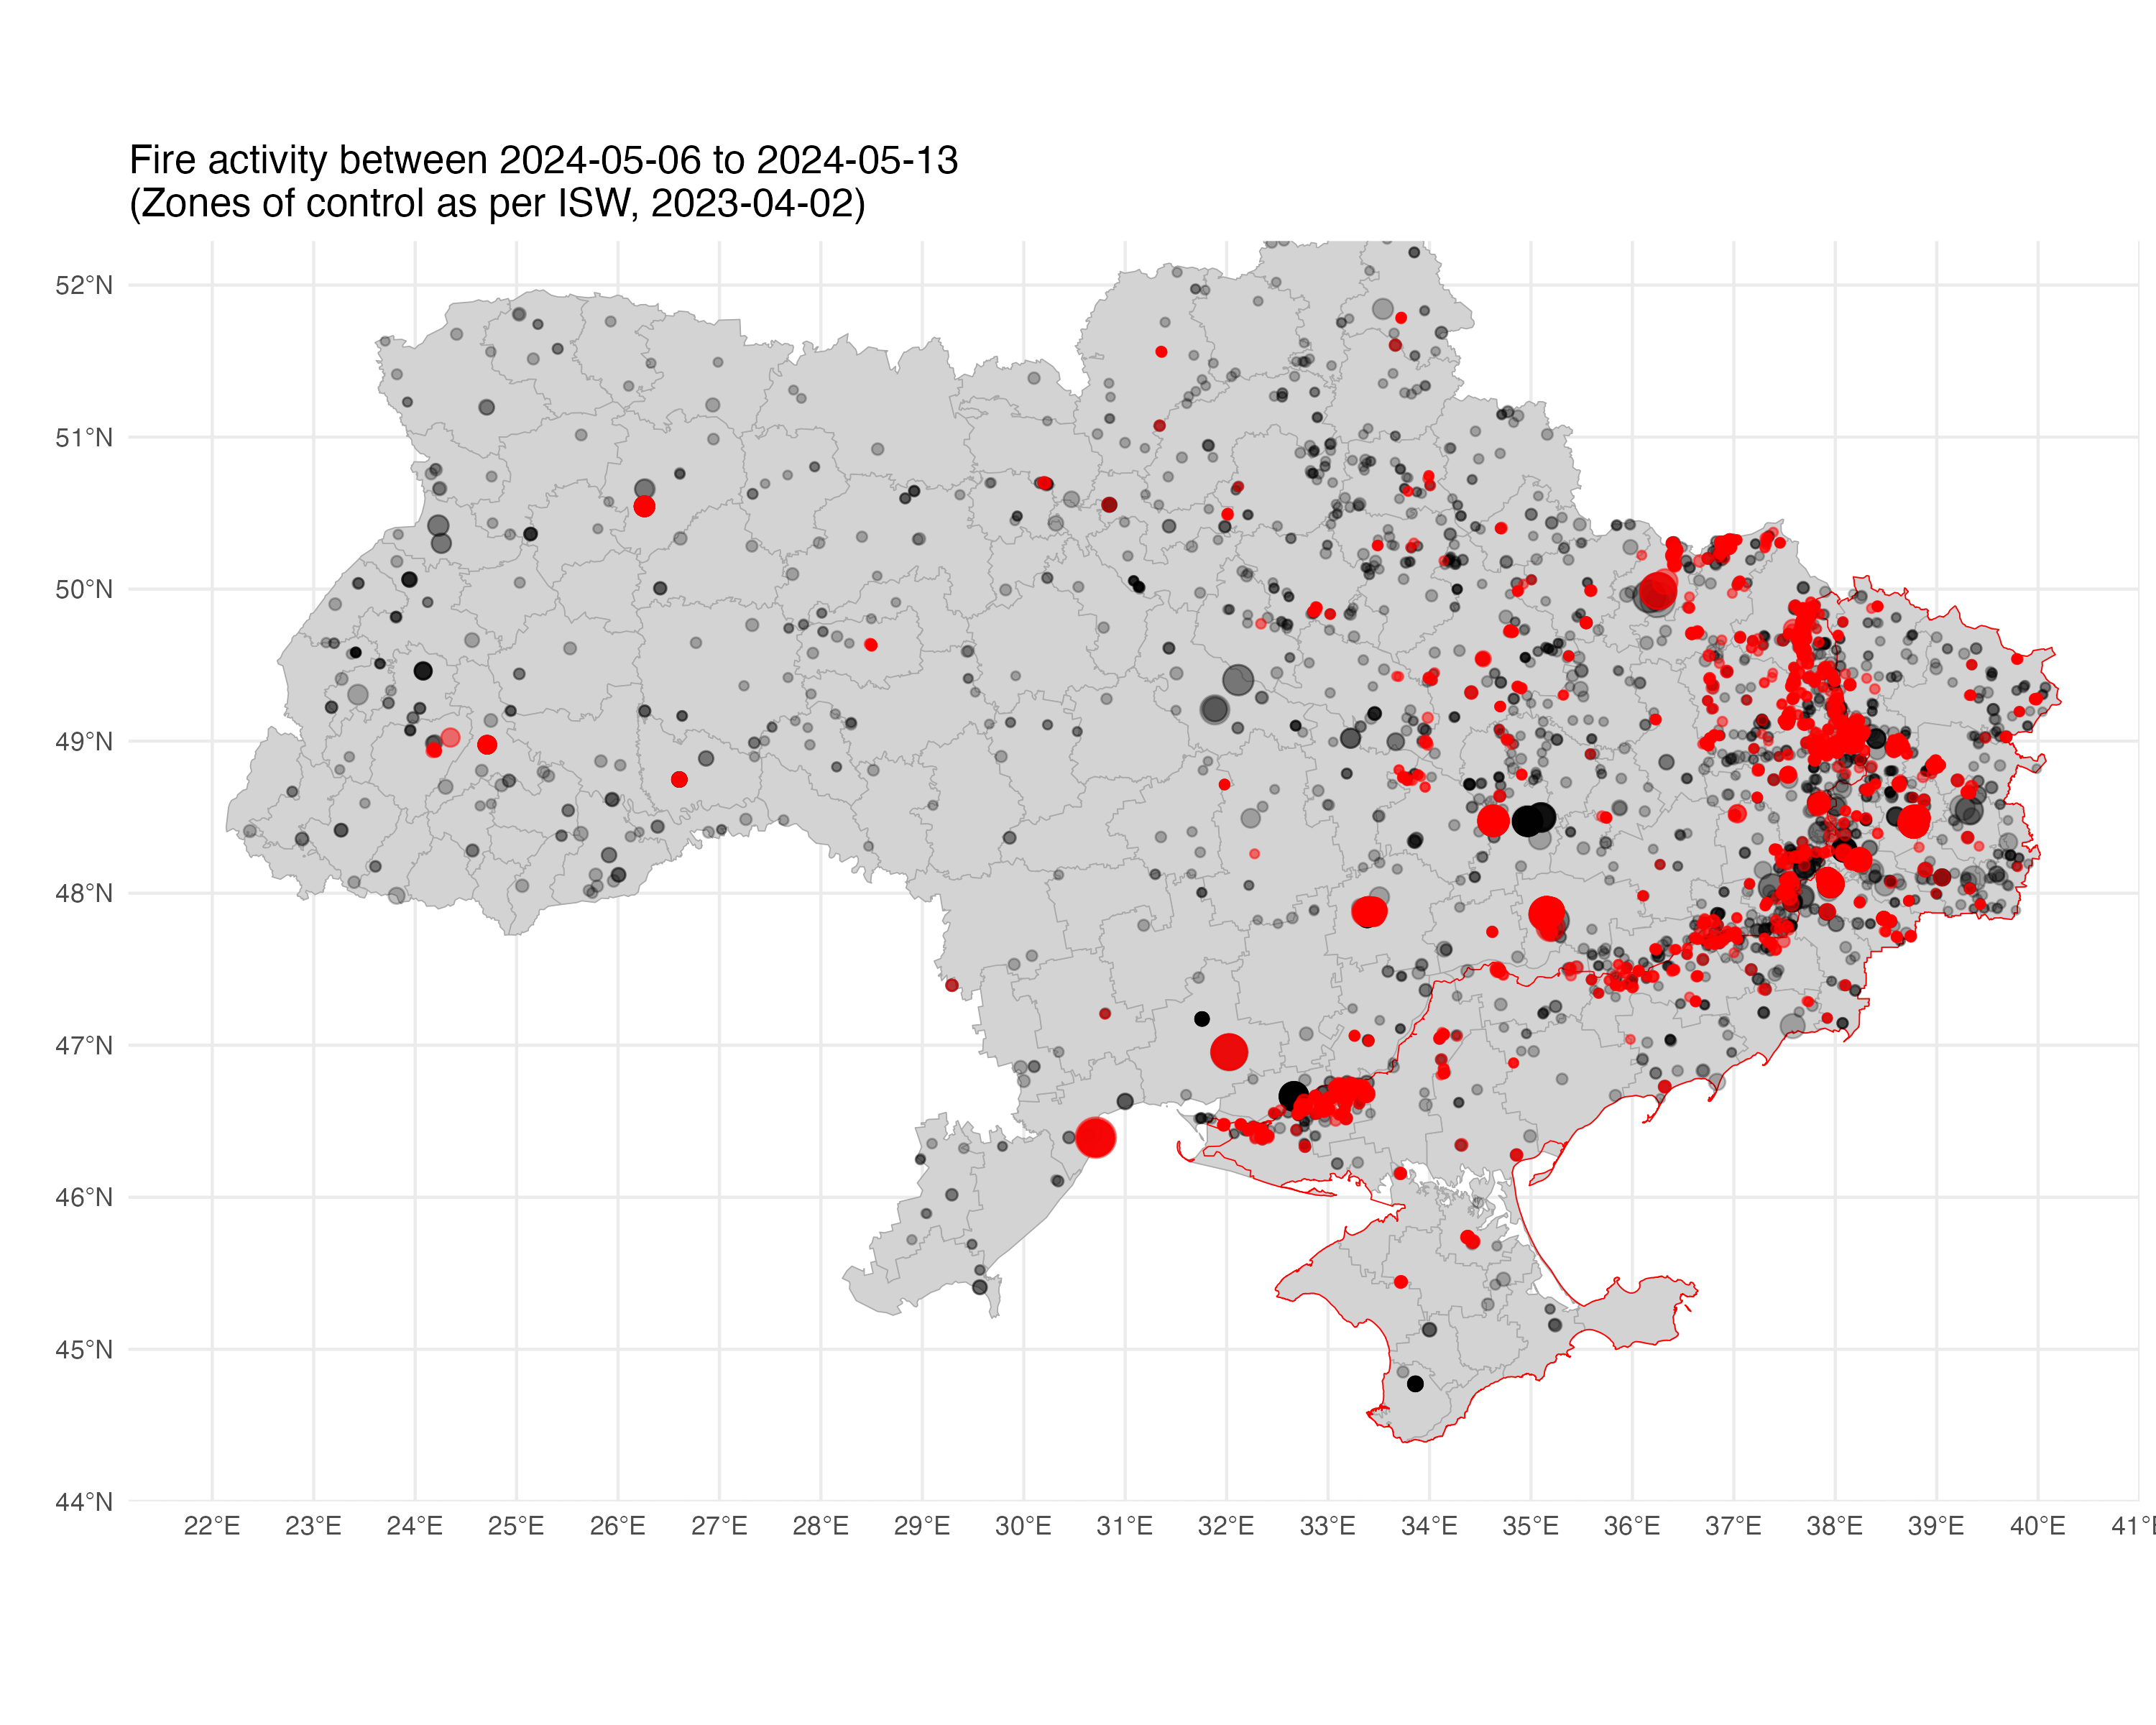 Fire activity between 2024-05-06 to 2024-05-13
(Zones of control as per ISW, 2023-04-02)
52°N
51°N
50°N
49°N
48°N
47°N
46°N
45°N
44°N
22°E 23°E 24°E 25°E 26°E 27°E 28°E 29°E 30°E 31°E 32°E 33°E 34°E 35°E 36°E 37°E 38°E 39°E 40°E 41°E